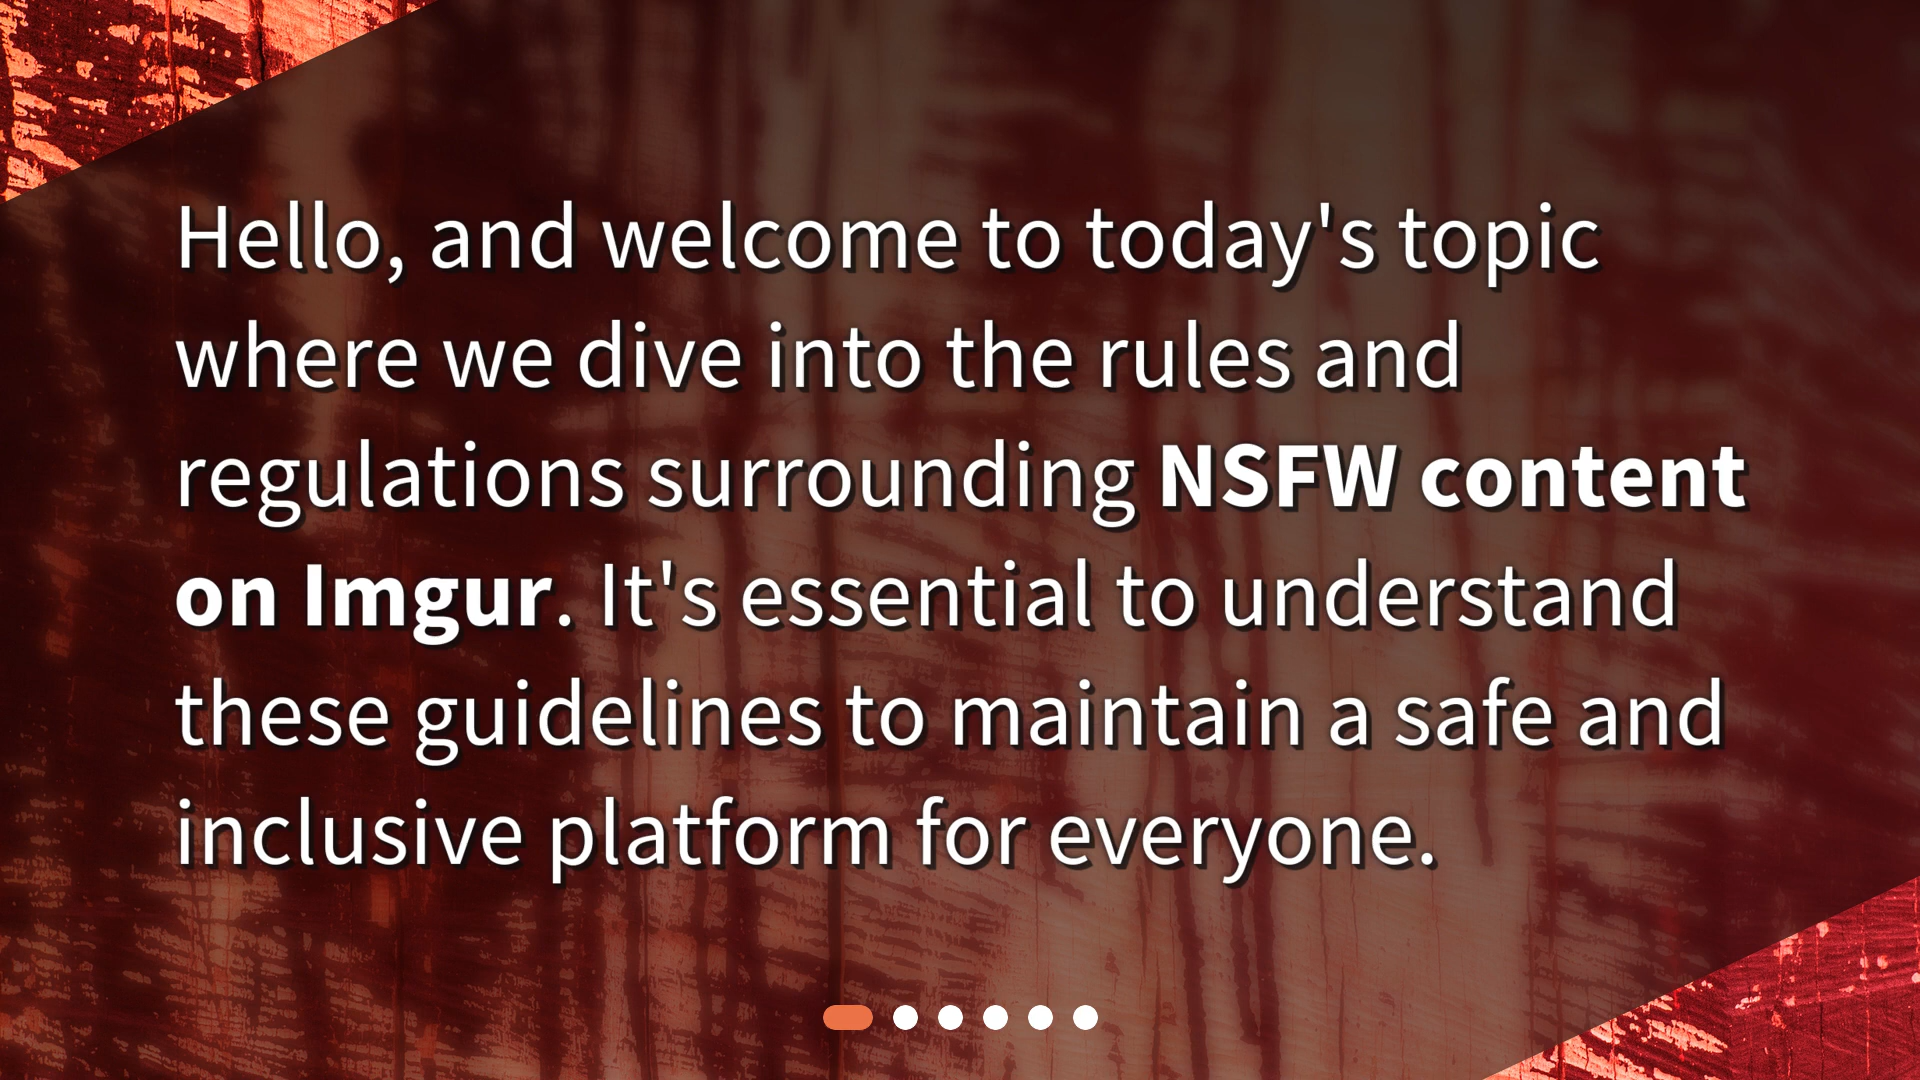 Hello, and welcome to today's topic
where we dive into the rules and
regulations surrounding NSFW content
on Imgur. It's essential to understand
these guidelines to maintain a safe and
inclusive platform for everyone.